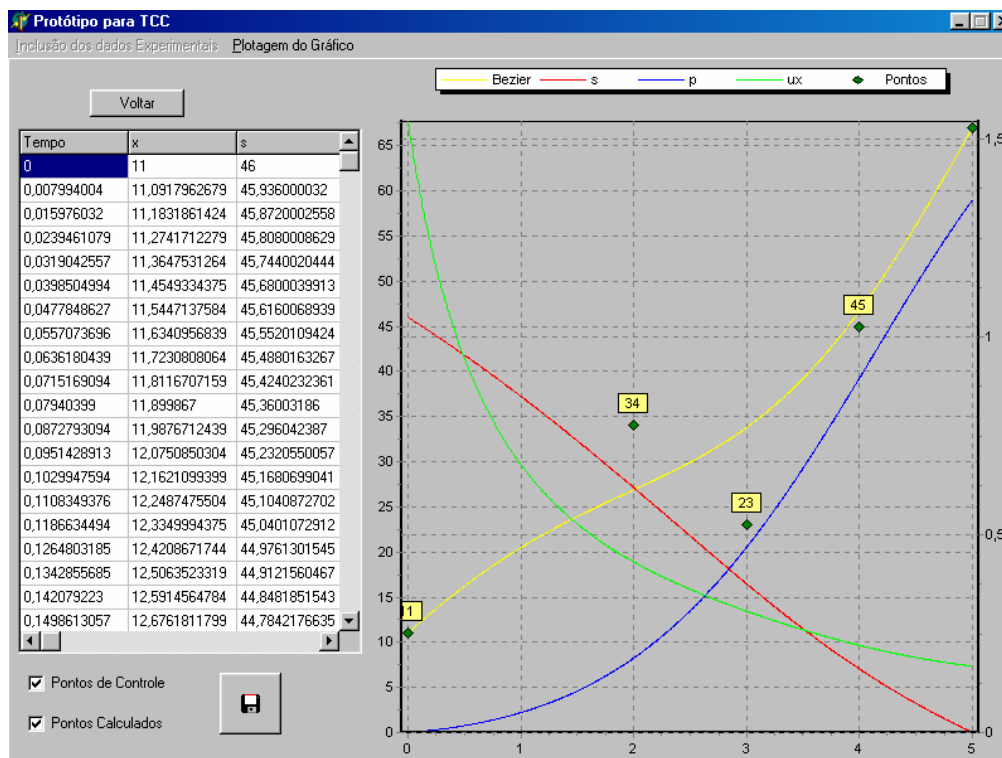 Protótipo para TCC
Inclusão dos dados Experimentais Plotagem do Gráfico
Voltar
Tempo x s
0 11 46
0,007994004 11,0917962679 45,936000032
0,015976032 11,1831861424 45,8720002558
0,0239461079 11,2741712279 45,8080008629
0,0319042557 11,3647531264 45,7440020444
0,0398504994 11,4549334375 45,6800039913
0,0477848627 11,5447137584 45,6160068939
0,0557073696 11,6340956839 45,5520109424
0,0636180439 11,7230808064 45,4880163267
0,0715169094 11,8116707159 45,4240232361
0,07940399 11,899867 45,36003186
0,0872793094 11,9876712439 45,296042387
0,0951428913 12,0750850304 45,2320550057
0,1029947594 12,1621099399 45,1680699041
0,1108349376 12,2487475504 45,1040872702
0,1186634494 12,3349994375 45,0401072912
0,1264803185 12,4208671744 44,9761301545
0,1342855685 12,5063523319 44,9121560467
0,142079223 12,5914564784 44,8481851543
0,1498613057 12,6761811799 44,7842176635
Pontos de Controle
Pontos Calculados
Bezier s p ux Pontos
65
60
55
50
45
40
35
30
25
20
15
10
5
0
45
34
23
11
1,5
1
0,5
0
0 1 2 3 4 5